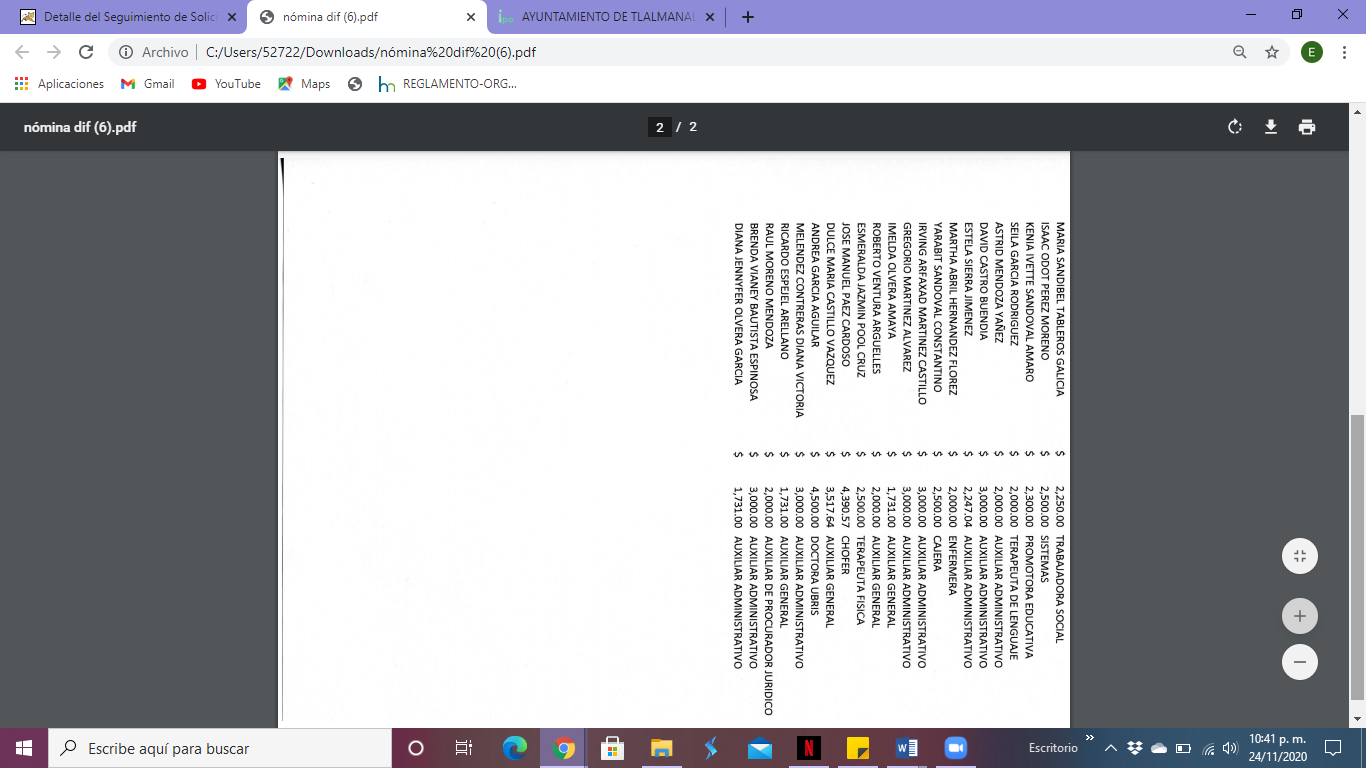 Detalle del Seguimiento de Solici
nómina dif (6).pdf
ipo AYUNTAMIENTO DE TLALMANAL
Archivo C:/Users/52722/Downloads/nómina%20dif%20(6).pdf
E
Aplicaciones Gmail YouTube Maps REGLAMENTO-ORG...
nómina dif (6).pdf 2 / 2
MARIA SANDIBEL TABLEROS GALICIA $ 2,250.00 TRABAJADORA SOCIAL
ISAAC ODOT PEREZ MORENO $ 2,500.00 SISTEMAS
KENIA IVETTE SANDOVAL AMARO $ 2,300.00 PROMOTORA EDUCATIVA
SEILA GARCIA RODRIGUEZ $ 2,000.00 TERAPEUTA DE LENGUAJE
ASTRID MENDOZA YAÑEZ $ 2,000.00 AUXILIAR ADMINISTRATIVO
DAVID CASTRO BUENDIA $ 3,000.00 AUXILIAR ADMINISTRATIVO
ESTELA SIERRA JIMENEZ $ 2,247.04 AUXILIAR ADMINISTRATIVO
MARTHA ABRIL HERNANDEZ FLOREZ $ 2,000.00 ENFERMERA
YARABIT SANDOVAL CONSTANTINO $ 2,500.00 CAJERA
IRVING ARFAXAD MARTINEZ CASTILLO $ 3,000.00 AUXILIAR ADMINISTRATIVO
GREGORIO MARTINEZ ALVAREZ $ 3,000.00 AUXILIAR ADMINISTRATIVO
IMELDA OLVERA AMAYA $ 1,731.00 AUXILIAR GENERAL
ROBERTO VENTURA ARGUELLES $ 2,000.00 AUXILIAR GENERAL
ESMERALDA JAZMIN POOL CRUZ $ 2,500.00 TERAPEUTA FISICA
JOSE MANUEL PAEZ CARDOSO $ 4,390.57 CHOFER
DULCE MARIA CASTILLO VAZQUEZ $ 3,517.64 AUXILIAR GENERAL
ANDREA GARCIA AGUILAR $ 4,500.00 DOCTORA UBRIS
MELENDEZ CONTRERAS DIANA VICTORIA $ 3,000.00 AUXILIAR ADMINISTRATIVO
RICARDO ESPEJEL ARELLANO $ 1,731.00 AUXILIAR GENERAL
RAUL MORENO MENDOZA $ 2,000.00 AUXILIAR DE PROCURADOR JURIDICO
BRENDA VIANEY BAUTISTA ESPINOSA $ 3,000.00 AUXILIAR ADMINISTRATIVO
DIANA JENNYFER OLVERA GARCIA $ 1,731.00 AUXILIAR ADMINISTRATIVO
Escribe aquí para buscar
Escritorio
10:41 p. m.
24/11/2020